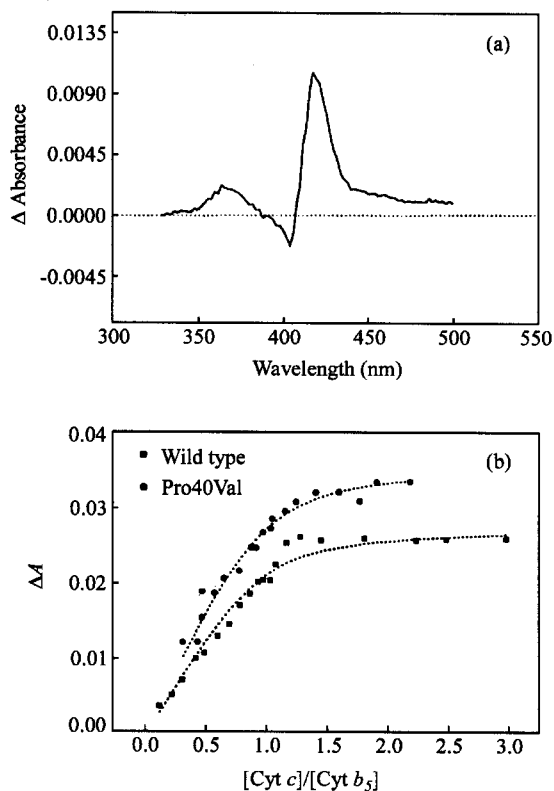 (a)
0.0135
0.0090
0.0045
0.0000
-0.0045
Δ Absorbance
300 350 400 450 500 550
Wavelength (nm)
(b)
■ Wild type
● Pro40Val
0.04
0.03
0.02
0.01
0.00
ΔA
0.0 0.5 1.0 1.5 2.0 2.5 3.0
[Cyt c]/[Cyt b₅]